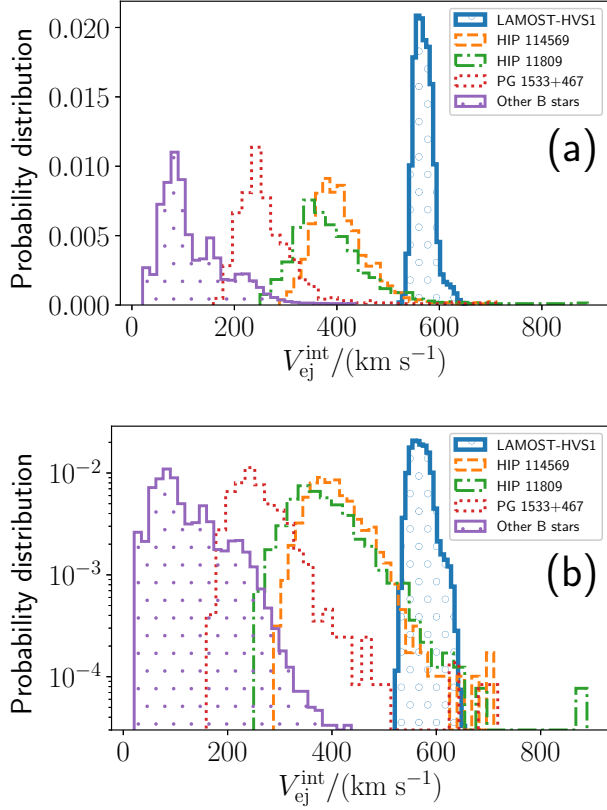 0.020
0.015
0.010
0.005
0.000
Probability distribution
LAMOST-HVS1
HIP 114569
HIP 11809
PG 1533+467
Other B stars
(a)
0 200 400 600 800
V_ej^int/(km s⁻¹)
10⁻²
10⁻³
10⁻⁴
Probability distribution
LAMOST-HVS1
HIP 114569
HIP 11809
PG 1533+467
Other B stars
(b)
0 200 400 600 800
V_ej^int/(km s⁻¹)